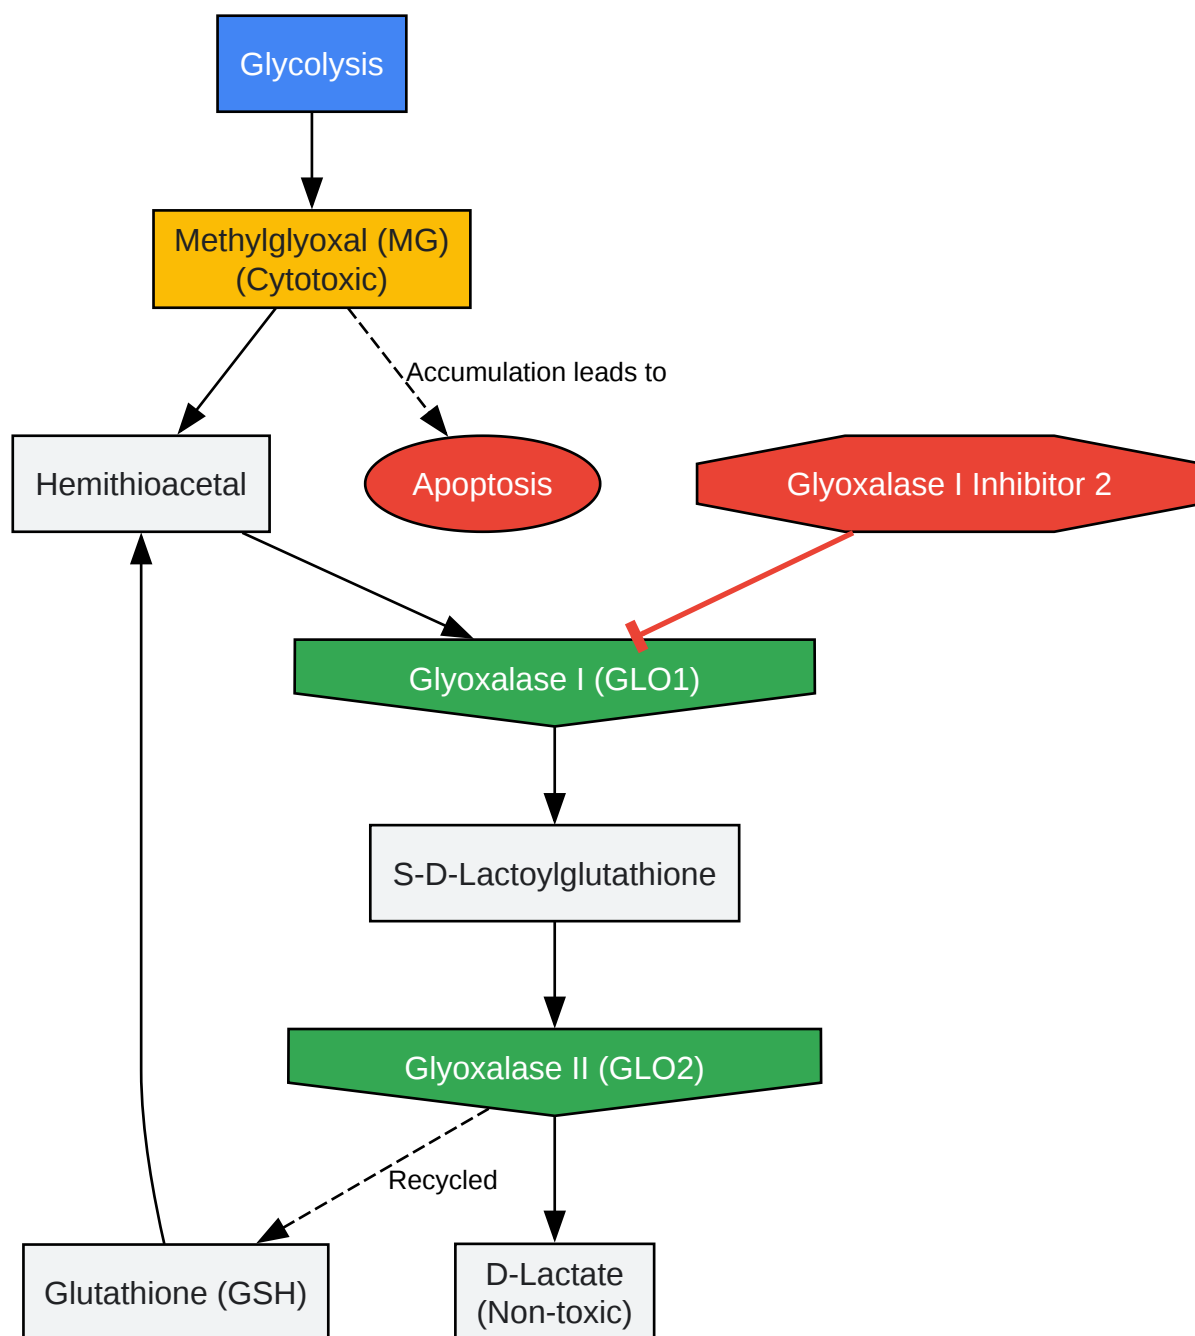 Glycolysis
Methylglyoxal (MG)
(Cytotoxic)
Accumulation leads to
Hemithioacetal
Apoptosis
Glyoxalase I Inhibitor 2
Glyoxalase I (GLO1)
S-D-Lactoylglutathione
Glyoxalase II (GLO2)
Recycled
Glutathione (GSH)
D-Lactate
(Non-toxic)